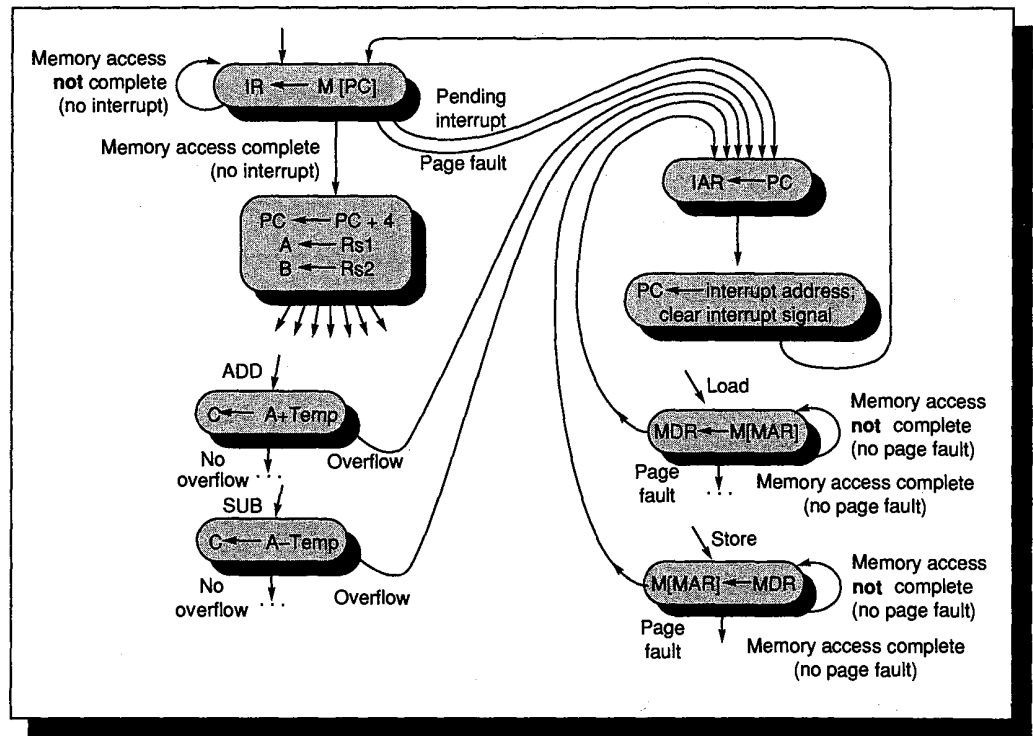 Memory access
not complete
(no interrupt)
IR ← M [PC]
Pending
interrupt
Page fault
Memory access complete
(no interrupt)
PC ← PC + 4
A ← Rs1
B ← Rs2
IAR ← PC
PC ← Interrupt address;
clear interrupt signal
ADD
C ← A+Temp
No
overflow ...
Overflow
SUB
C ← A–Temp
No
overflow ...
Overflow
Load
MDR ← M[MAR]
Memory access
not complete
(no page fault)
Page
fault
...
Memory access complete
(no page fault)
Store
M[MAR] ← MDR
Memory access
not complete
(no page fault)
Page
fault
Memory access complete
(no page fault)